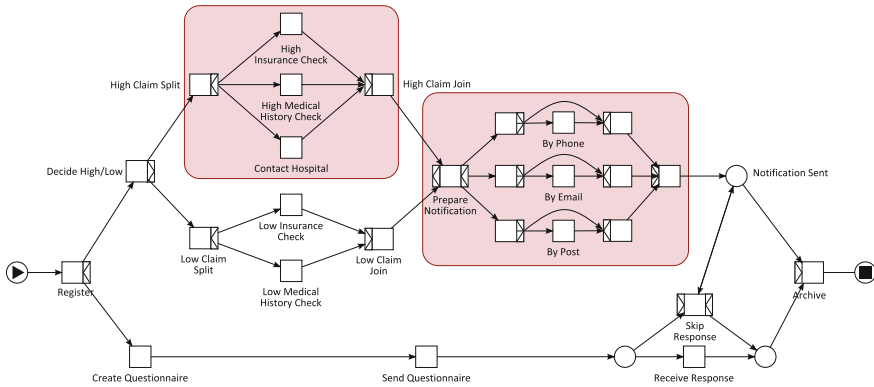 High
Insurance Check
High Claim Split
High Claim Join
High Medical
History Check
By Phone
Contact Hospital
Decide High/Low
Notification Sent
Prepare
Notification
By Email
Low Insurance
Check
By Post
Low Claim
Split
Low Claim
Join
Low Medical
History Check
Register
Archive
Skip
Response
Create Questionnaire
Send Questionnaire
Receive Response